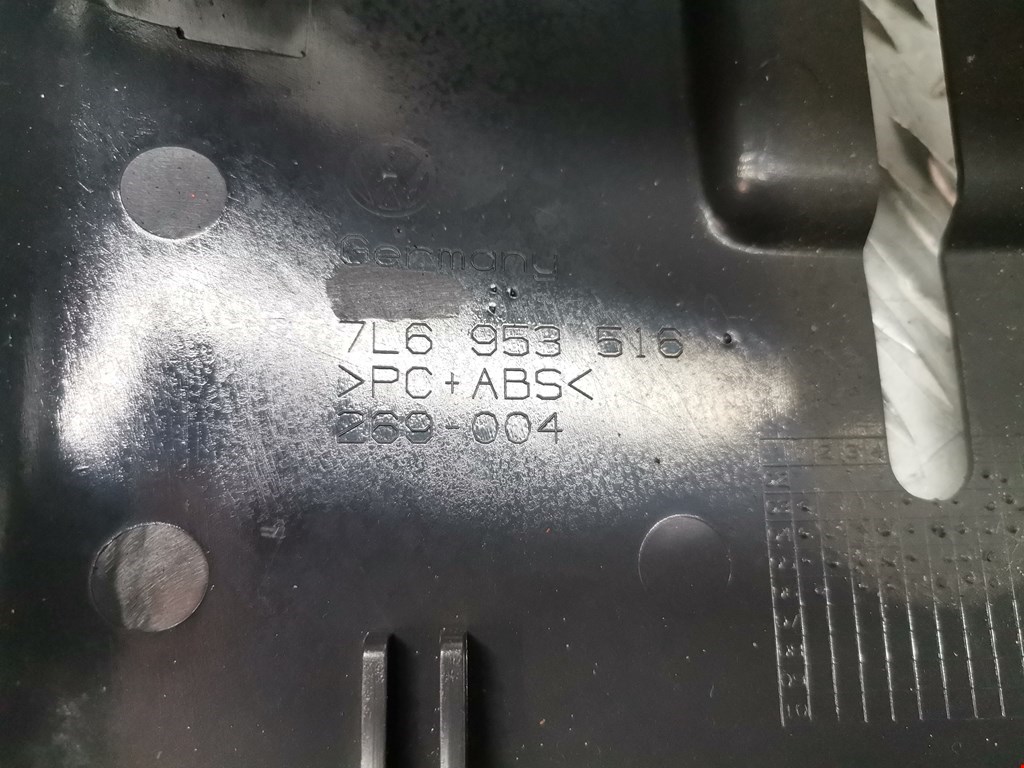 Germany
7L6 953 516
>PC+ABS<
269-004